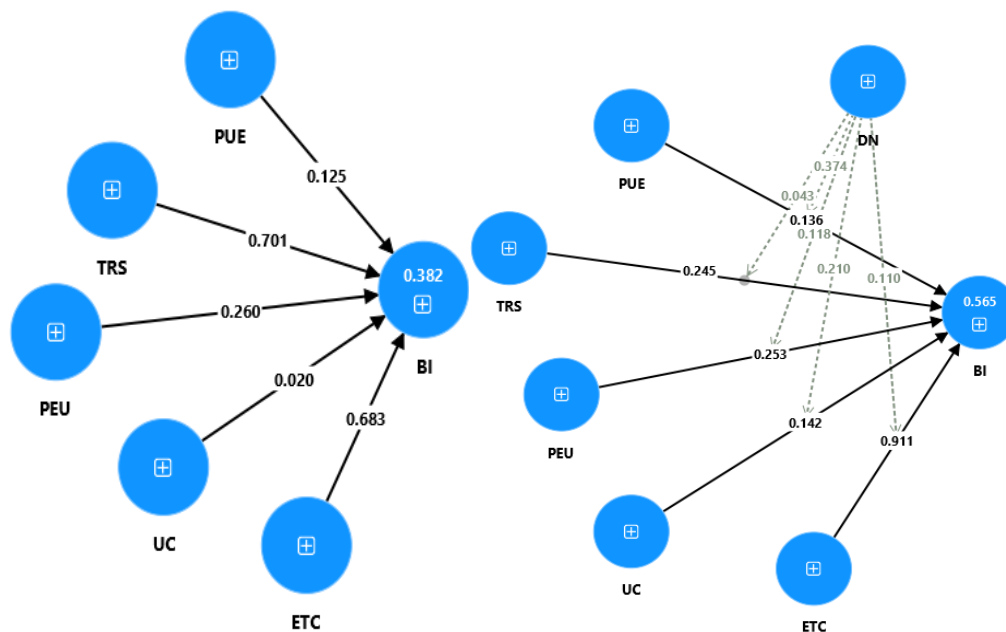 PUE
0.125
TRS
0.701
0.382
PEU
0.260
BI
0.020
0.683
UC
ETC
DN
PUE
0.374
0.043
0.136
0.118
TRS
0.245
0.210
0.110
0.565
PEU
0.253
BI
0.142
0.911
UC
ETC